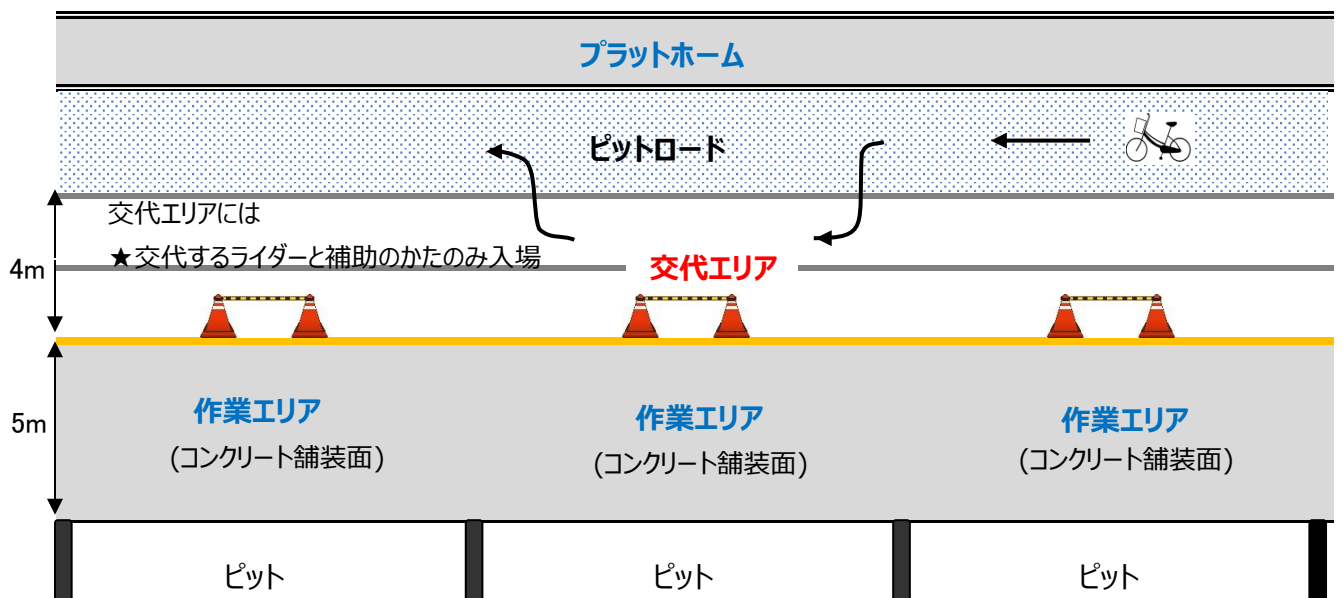 プラットホーム
ピットロード
交代エリアには
★交代するライダーと補助のかたのみ入場
4m
交代エリア
5m
作業エリア
(コンクリート舗装面)
作業エリア
(コンクリート舗装面)
作業エリア
(コンクリート舗装面)
ピット
ピット
ピット